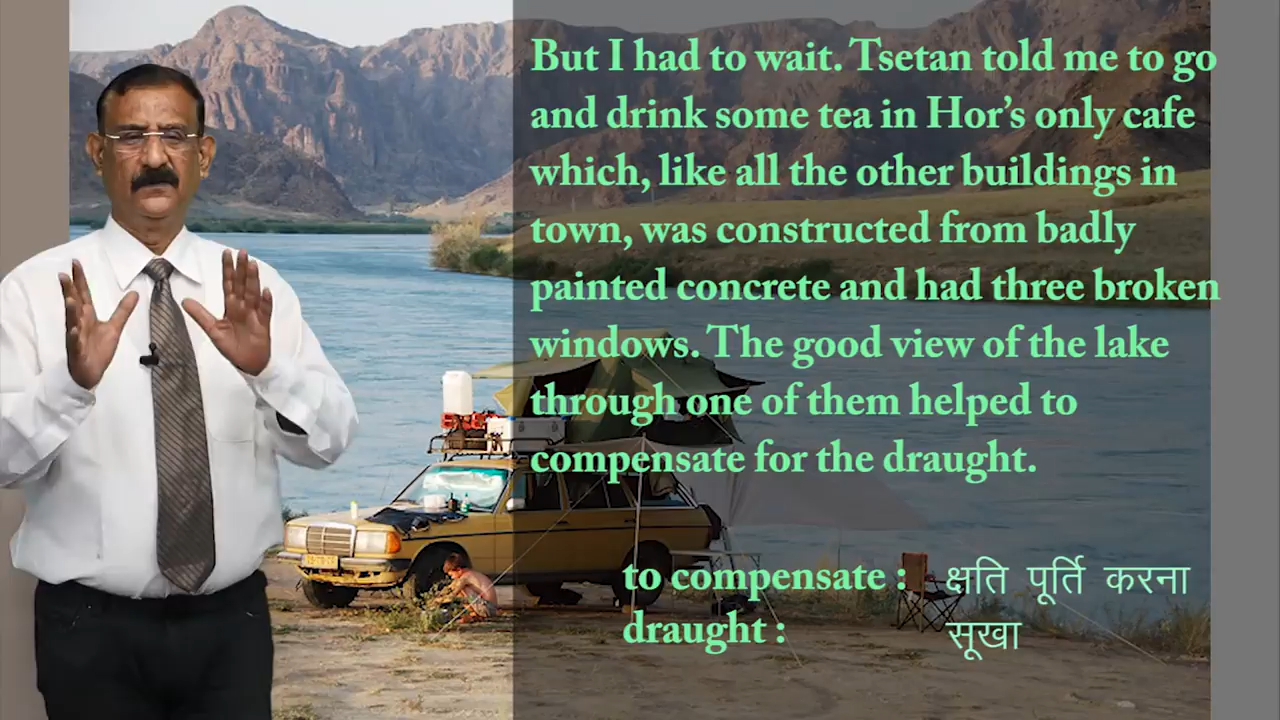 But I had to wait. Tsetan told me to go
and drink some tea in Hor's only cafe
which, like all the other buildings in
town, was constructed from badly
painted concrete and had three broken
windows. The good view of the lake
through one of them helped to
compensate for the draught.
to compensate : क्षति पूर्ति करना
draught : सूखा